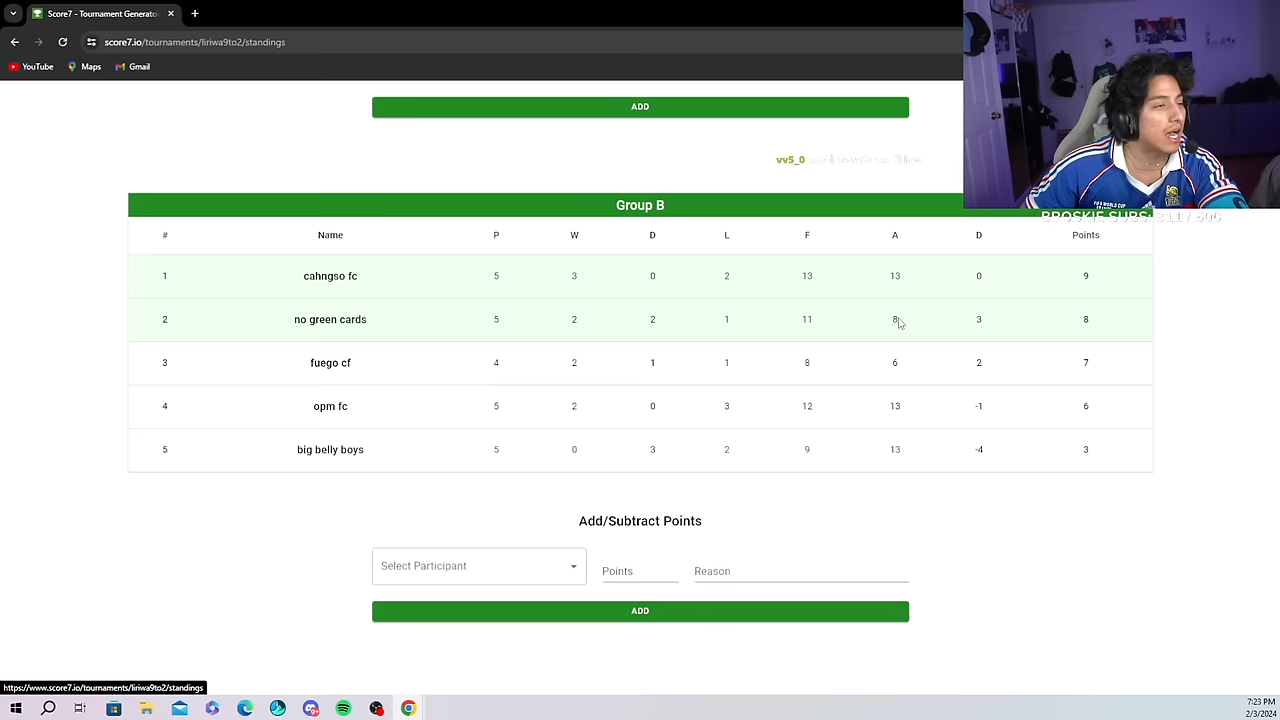 Score7 - Tournament Generato
score7.io/tournaments/liriwa9to2/standings
YouTube Maps Gmail
ADD
vv5_0
Group B
BROSKIE SUBS: 311 / 500
# Name P W D L F A D Points
1 cahngso fc 5 3 0 2 13 13 0 9
2 no green cards 5 2 2 1 11 8 3 8
3 fuego cf 4 2 1 1 8 6 2 7
4 opm fc 5 2 0 3 12 13 -1 6
5 big belly boys 5 0 3 2 9 13 -4 3
Add/Subtract Points
Select Participant Points Reason
ADD
https://www.score7.io/tournaments/liriwa9to2/standings
7:23 PM
2/3/2024